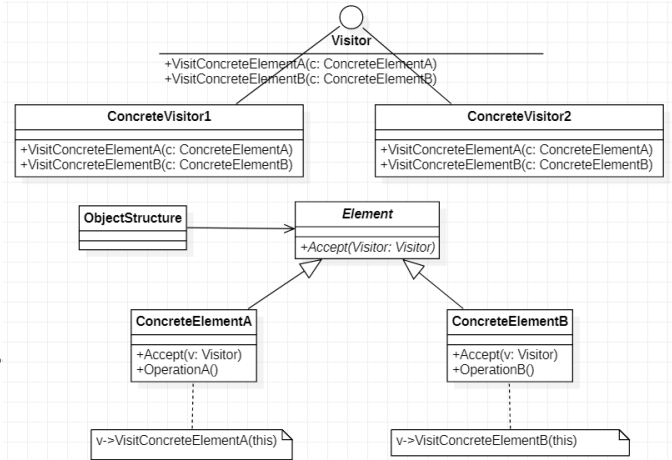 Visitor
+VisitConcreteElementA(c: ConcreteElementA)
+VisitConcreteElementB(c: ConcreteElementB)
ConcreteVisitor1
+VisitConcreteElementA(c: ConcreteElementA)
+VisitConcreteElementB(c: ConcreteElementB)
ConcreteVisitor2
+VisitConcreteElementA(c: ConcreteElementA)
+VisitConcreteElementB(c: ConcreteElementB)
ObjectStructure
Element
+Accept(Visitor: Visitor)
ConcreteElementA
+Accept(v: Visitor)
+OperationA()
ConcreteElementB
+Accept(v: Visitor)
+OperationB()
v->VisitConcreteElementA(this)
v->VisitConcreteElementB(this)